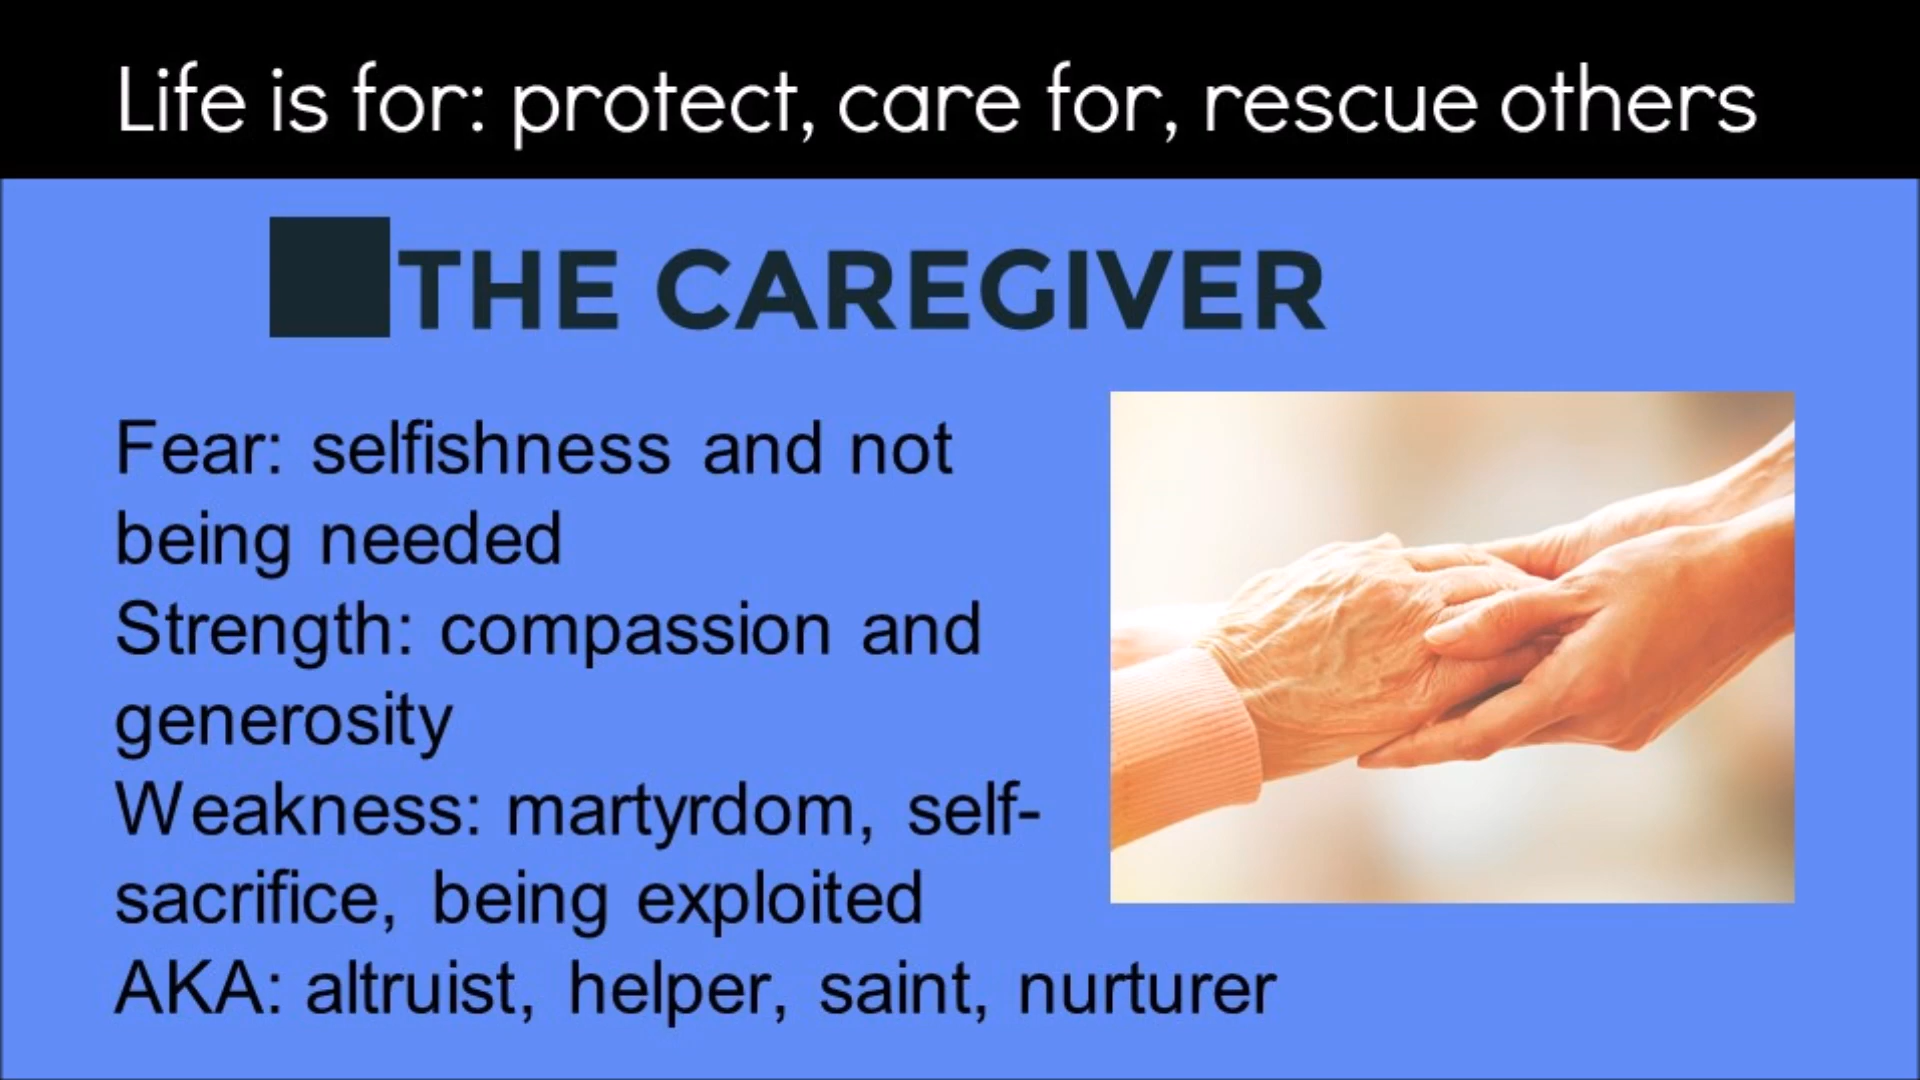 Life is for: protect, care for, rescue others
THE CAREGIVER
Fear: selfishness and not
being needed
Strength: compassion and
generosity
Weakness: martyrdom, self-
sacrifice, being exploited
AKA: altruist, helper, saint, nurturer